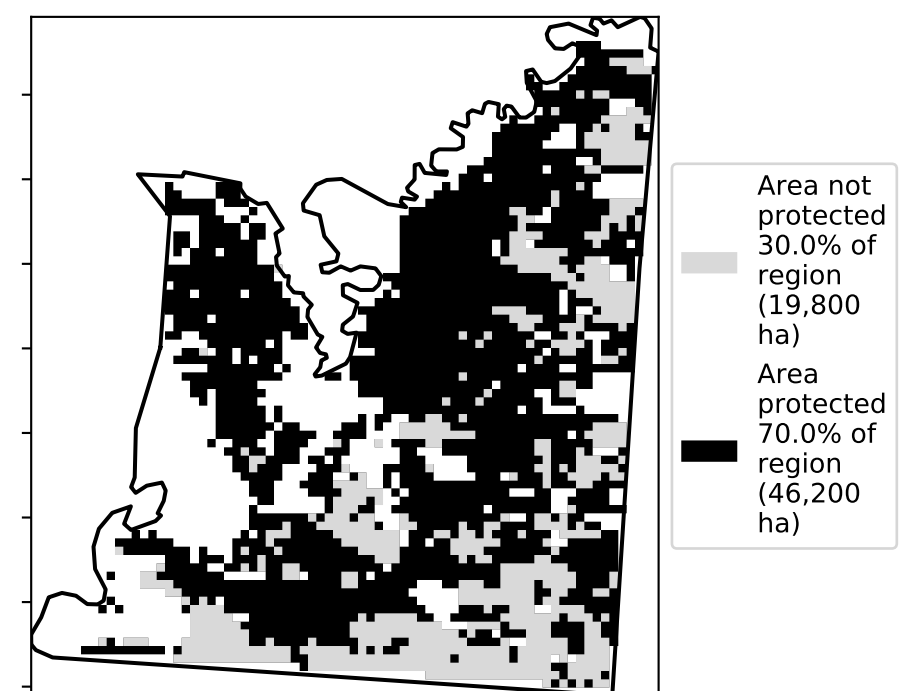 Area not
protected
30.0% of
region
(19,800
ha)
Area
protected
70.0% of
region
(46,200
ha)